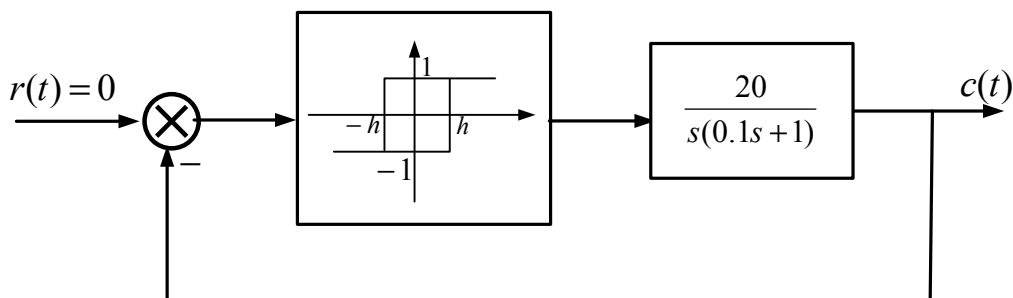 r(t) = 0
1
-h
h
-1
20
s(0.1s+1)
c(t)
−